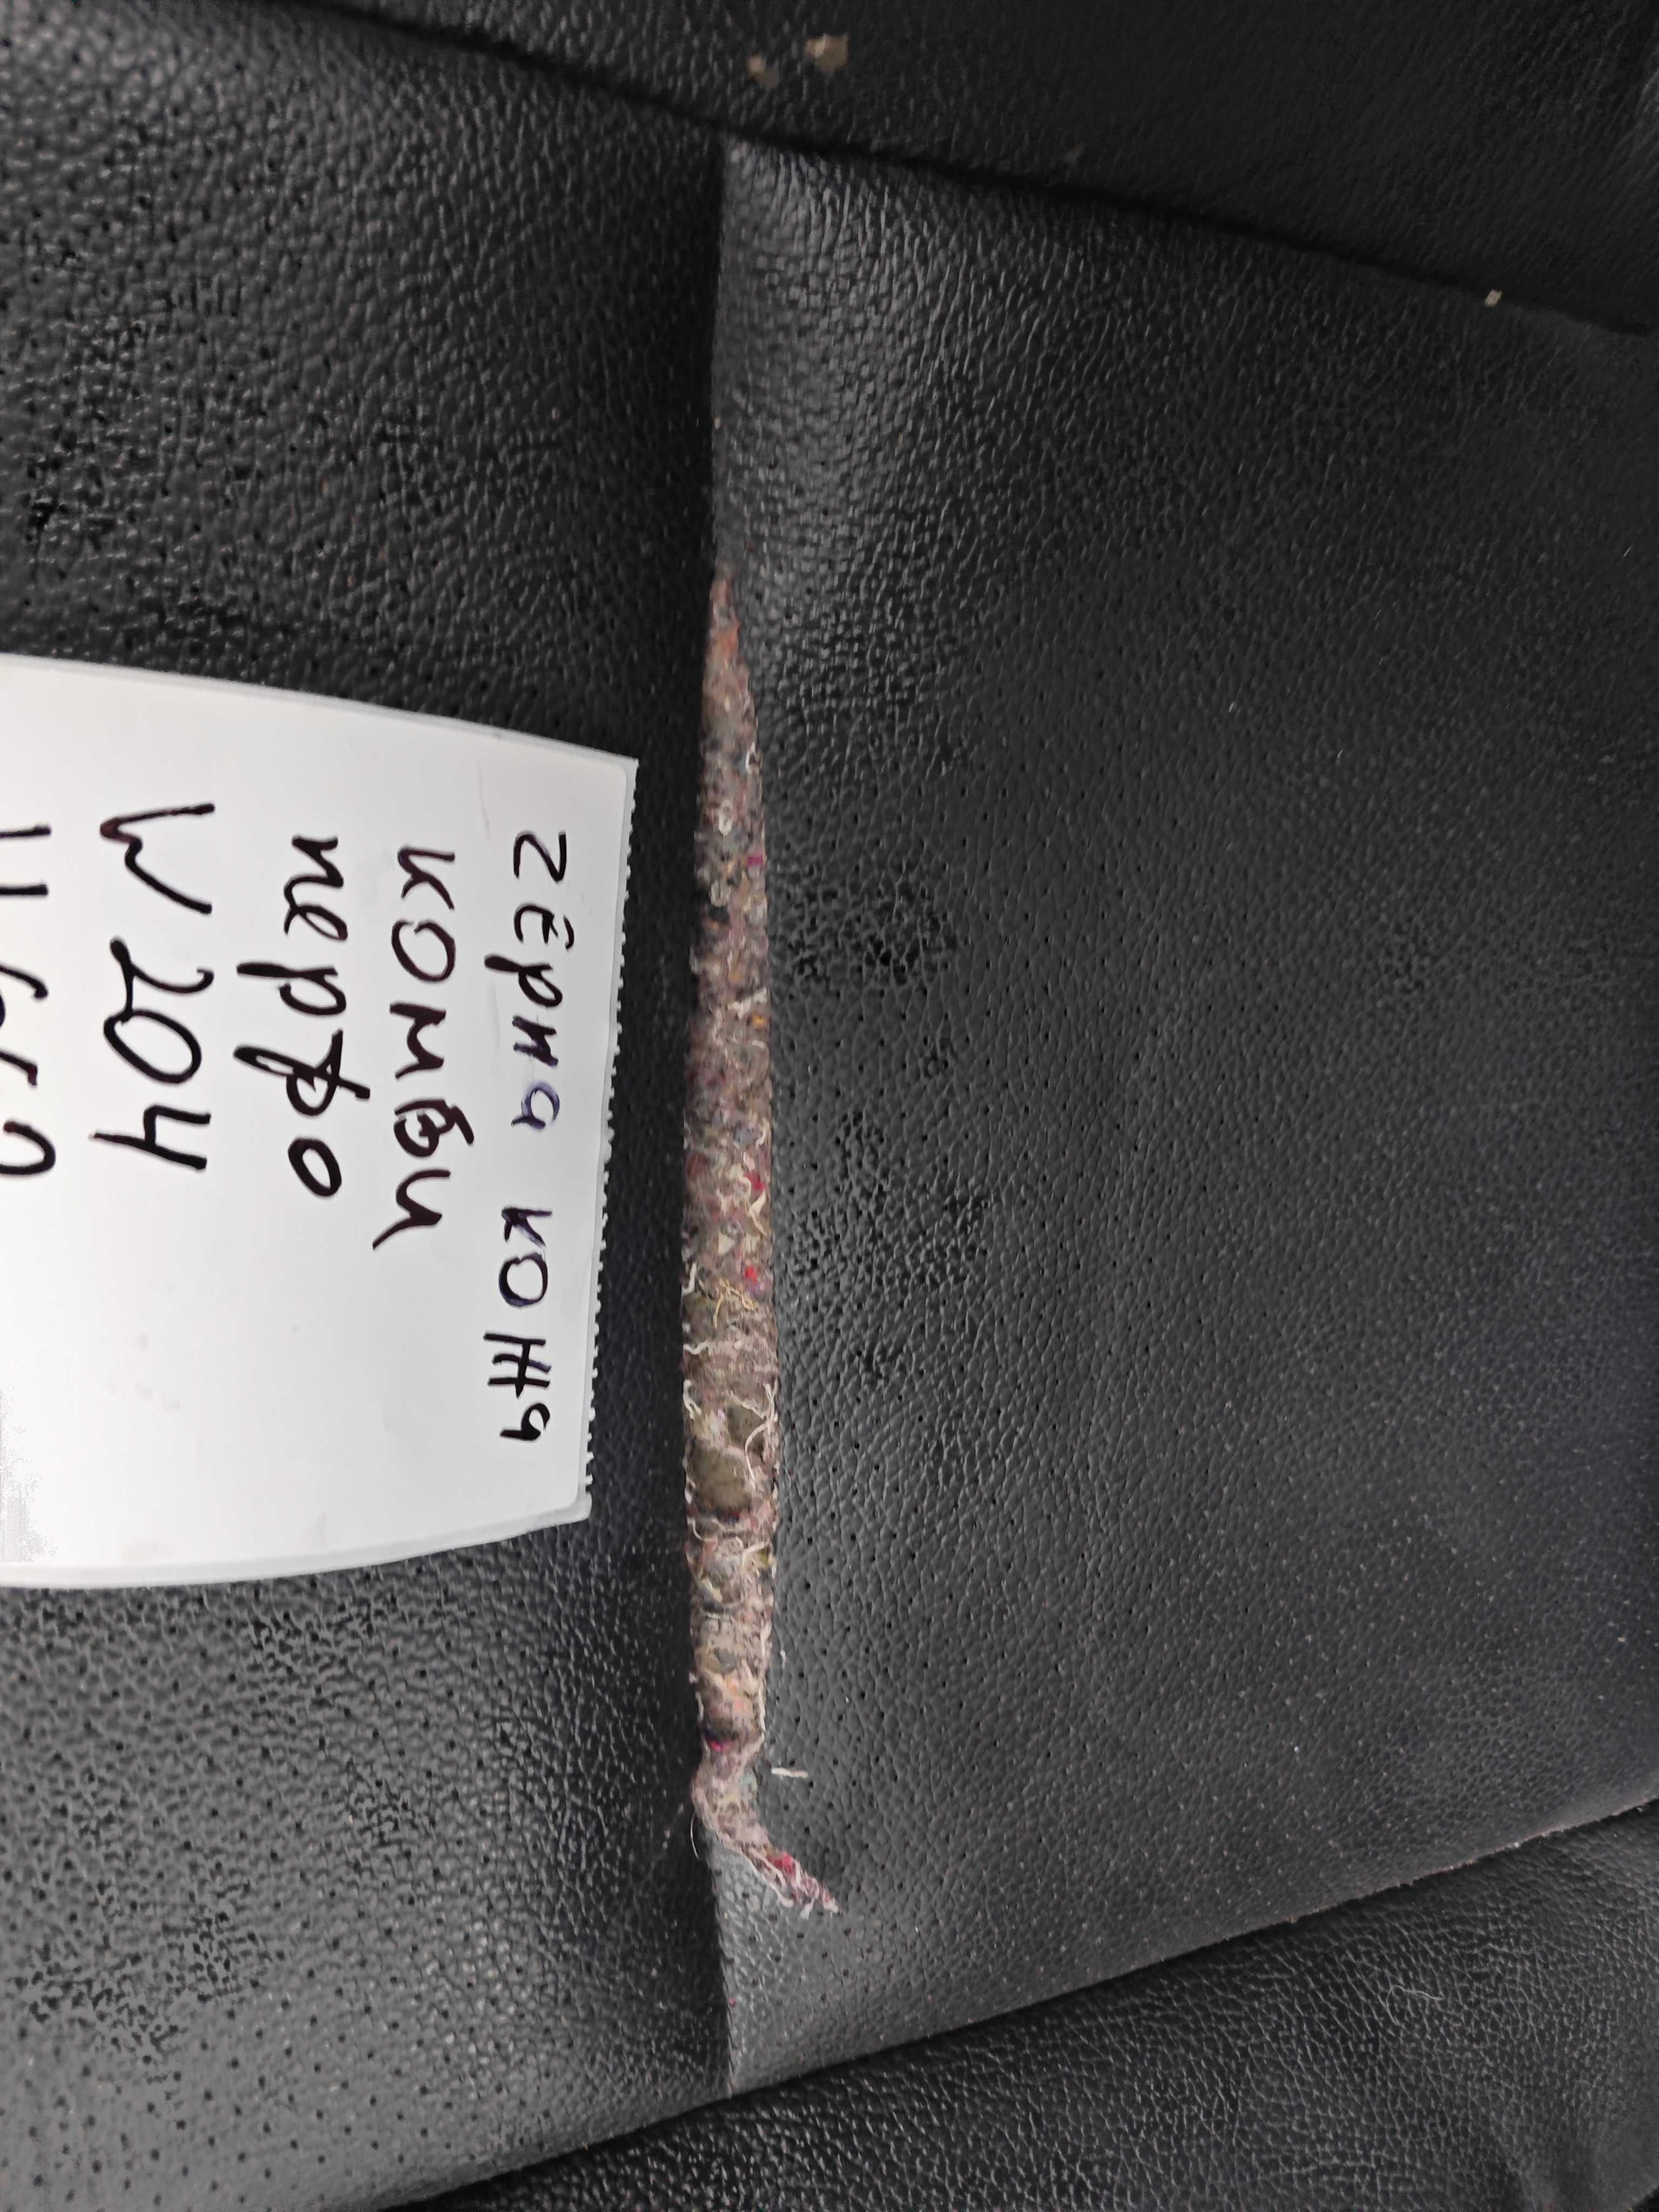 чёрна кожа
комби
перфо
W204